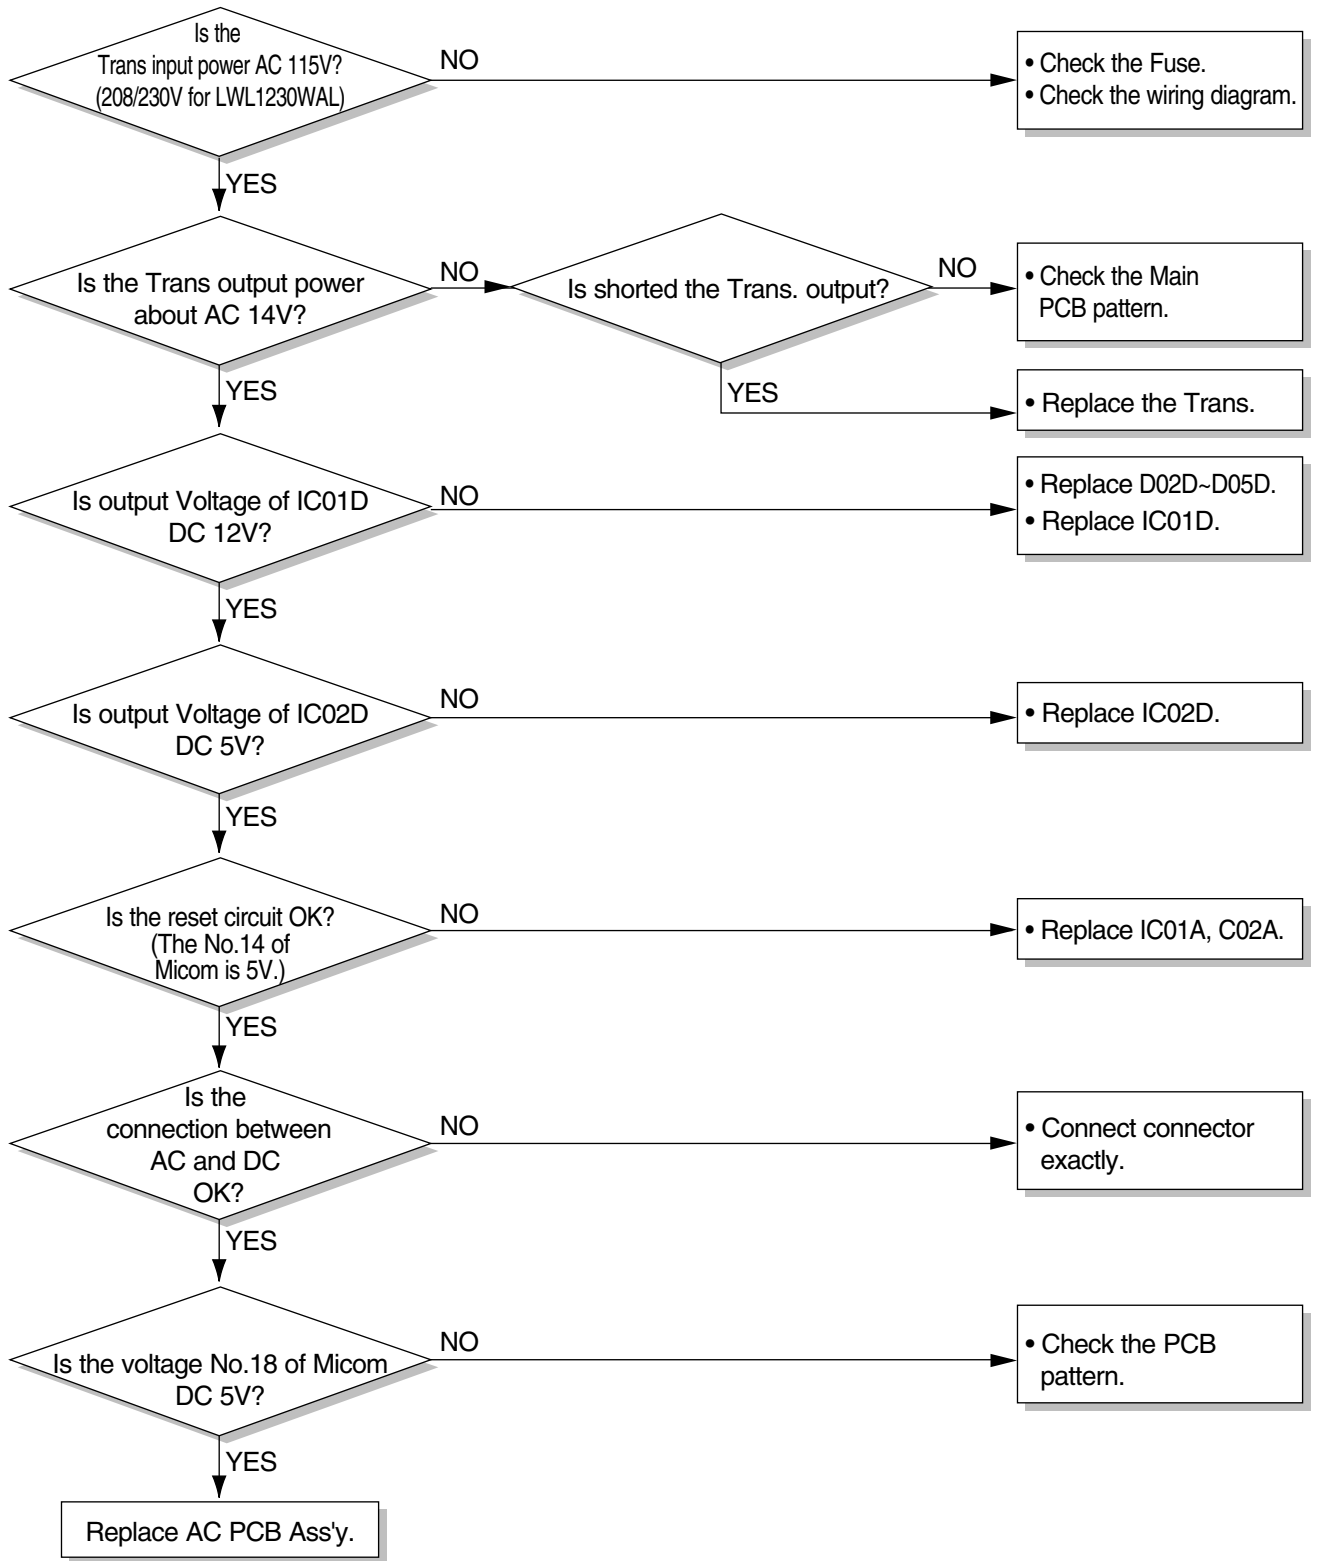 Is the
Trans input power AC 115V?
(208/230V for LWL1230WAL)
NO
• Check the Fuse.
• Check the wiring diagram.
YES
Is the Trans output power
about AC 14V?
NO
Is shorted the Trans. output?
NO
• Check the Main
PCB pattern.
YES
YES
• Replace the Trans.
Is output Voltage of IC01D
DC 12V?
NO
• Replace D02D~D05D.
• Replace IC01D.
YES
Is output Voltage of IC02D
DC 5V?
NO
• Replace IC02D.
YES
Is the reset circuit OK?
(The No.14 of
Micom is 5V.)
NO
• Replace IC01A, C02A.
YES
Is the
connection between
AC and DC
OK?
NO
• Connect connector
exactly.
YES
Is the voltage No.18 of Micom
DC 5V?
NO
• Check the PCB
pattern.
YES
Replace AC PCB Ass'y.